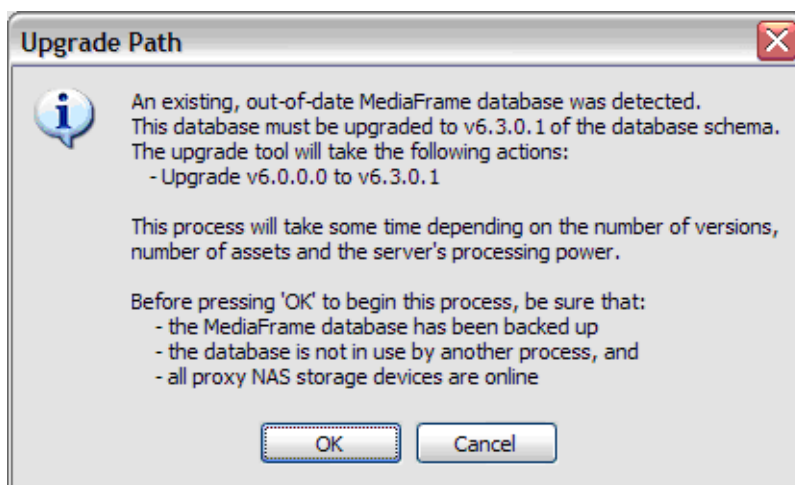 Upgrade Path
An existing, out-of-date MediaFrame database was detected.
This database must be upgraded to v6.3.0.1 of the database schema.
The upgrade tool will take the following actions:
- Upgrade v6.0.0.0 to v6.3.0.1
This process will take some time depending on the number of versions,
number of assets and the server's processing power.
Before pressing 'OK' to begin this process, be sure that:
- the MediaFrame database has been backed up
- the database is not in use by another process, and
- all proxy NAS storage devices are online
OK
Cancel